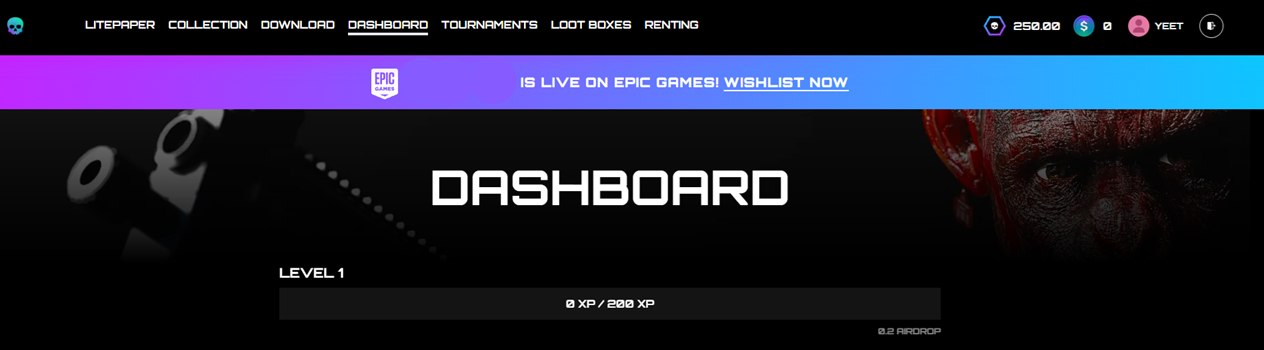 LITEPAPER COLLECTION DOWNLOAD DASHBOARD TOURNAMENTS LOOT BOXES RENTING 250.00 $ 0 YEET
EPIC GAMES IS LIVE ON EPIC GAMES! WISHLIST NOW
DASHBOARD
LEVEL 1
0 XP / 200 XP
0.2 AIRDROP